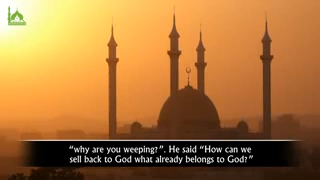 “why are you weeping?”. He said “How can we
sell back to God what already belongs to God?”